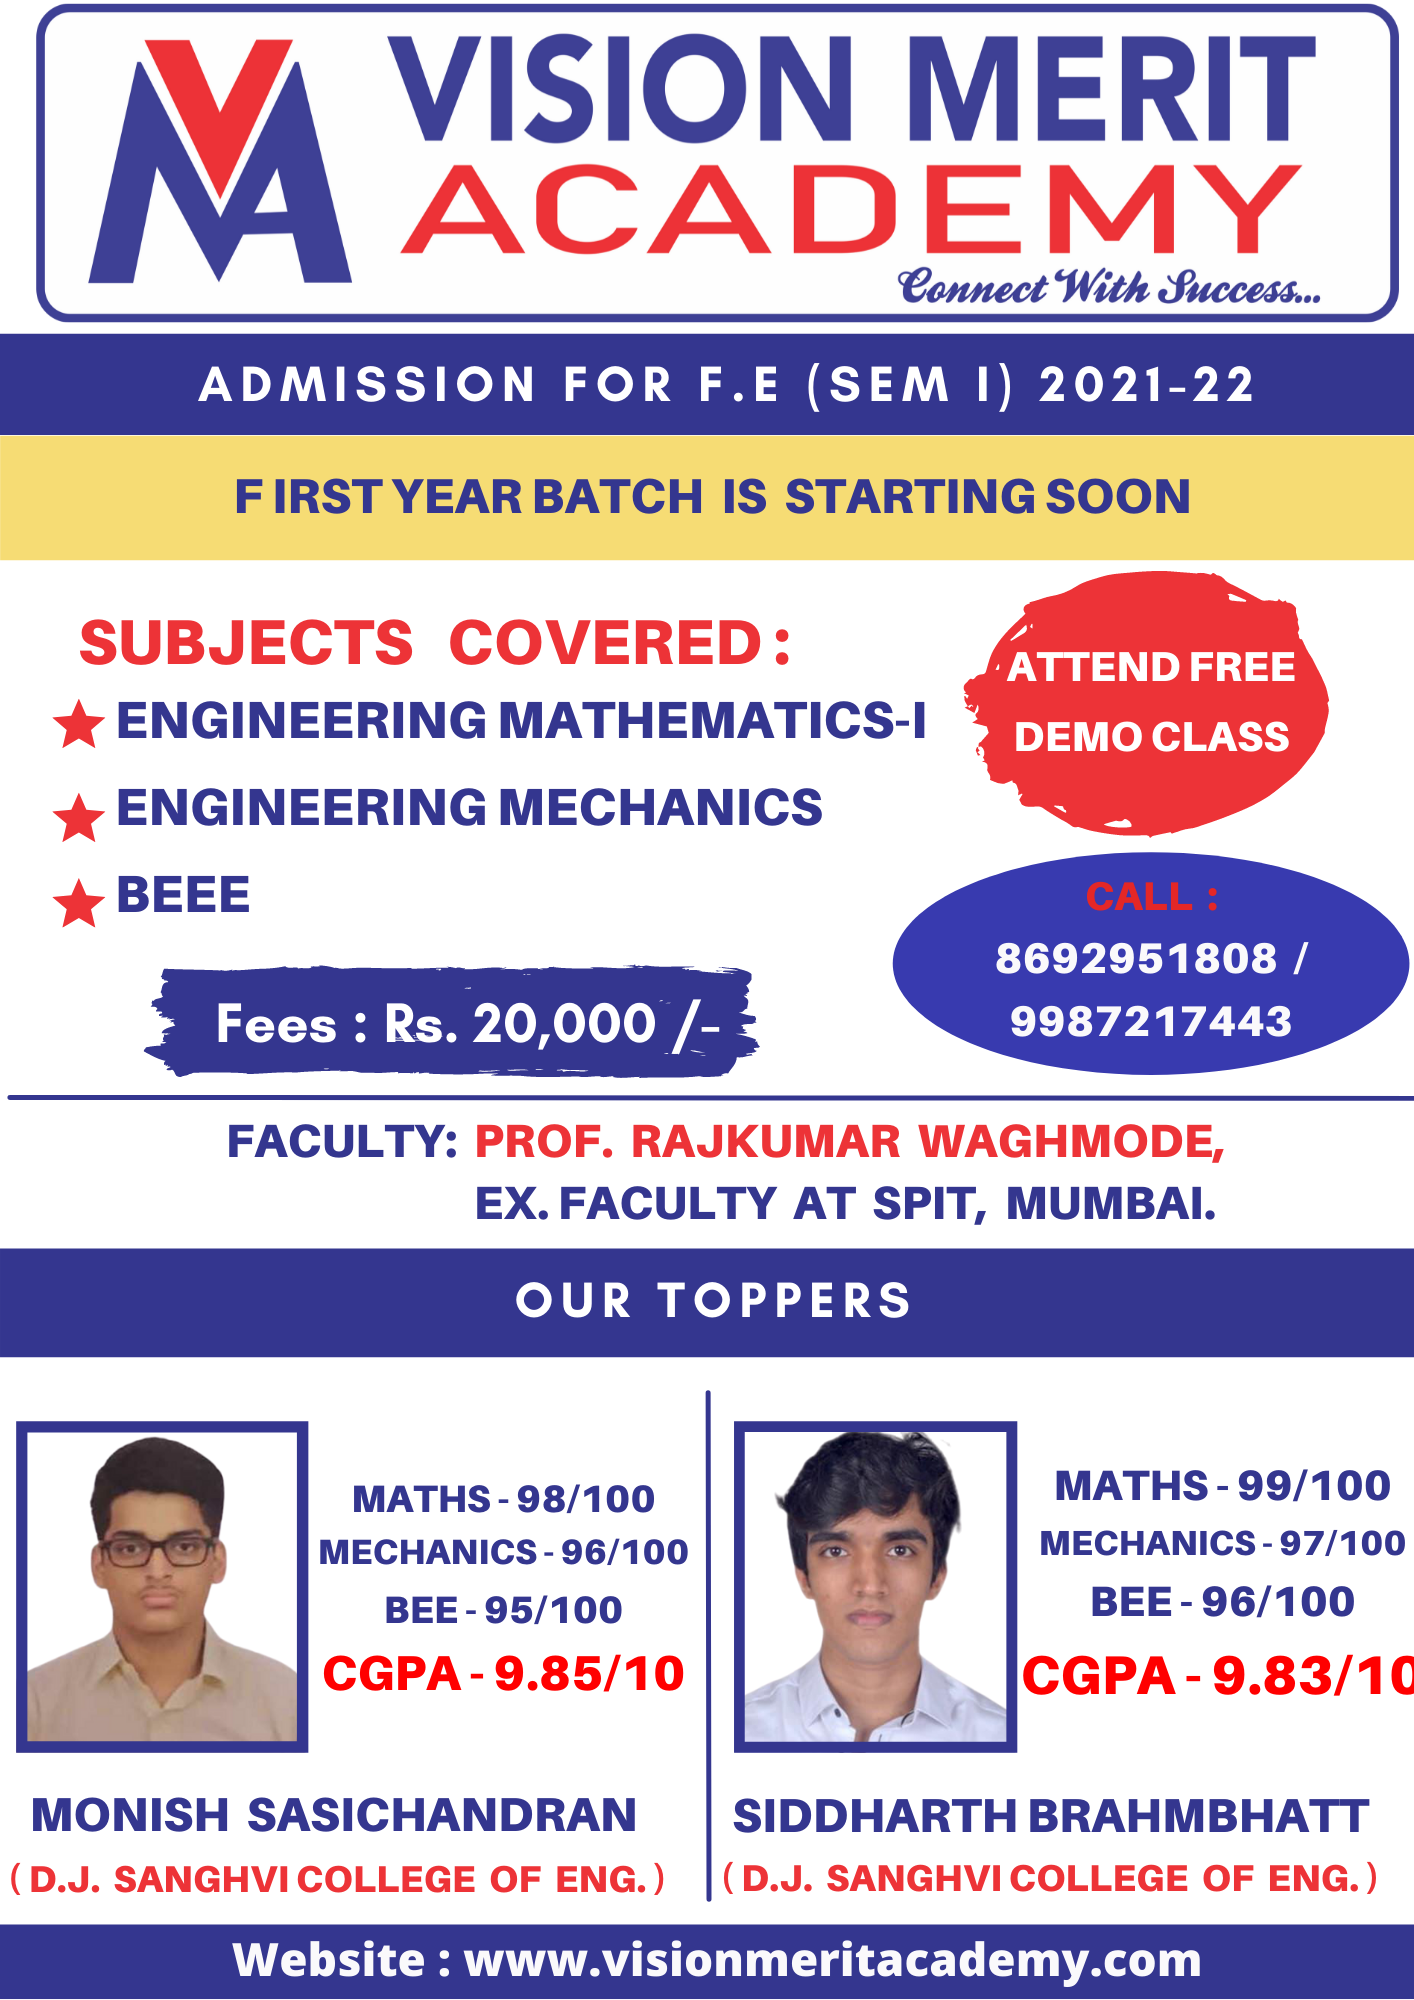 VISION MERIT
ACADEMY
Connect With Success...
ADMISSION FOR F.E (SEM I) 2021-22
FIRST YEAR BATCH IS STARTING SOON
SUBJECTS COVERED :
ENGINEERING MATHEMATICS-I
ENGINEERING MECHANICS
BEEE
ATTEND FREE
DEMO CLASS
CALL :
8692951808 /
9987217443
Fees : Rs. 20,000 /-
FACULTY: PROF. RAJKUMAR WAGHMODE,
EX. FACULTY AT SPIT, MUMBAI.
OUR TOPPERS
MATHS - 98/100
MECHANICS - 96/100
BEE - 95/100
CGPA - 9.85/10
MONISH SASICHANDRAN
( D.J. SANGHVI COLLEGE OF ENG. )
MATHS - 99/100
MECHANICS - 97/100
BEE - 96/100
CGPA - 9.83/10
SIDDHARTH BRAHMBHATT
( D.J. SANGHVI COLLEGE OF ENG. )
Website : www.visionmeritacademy.com